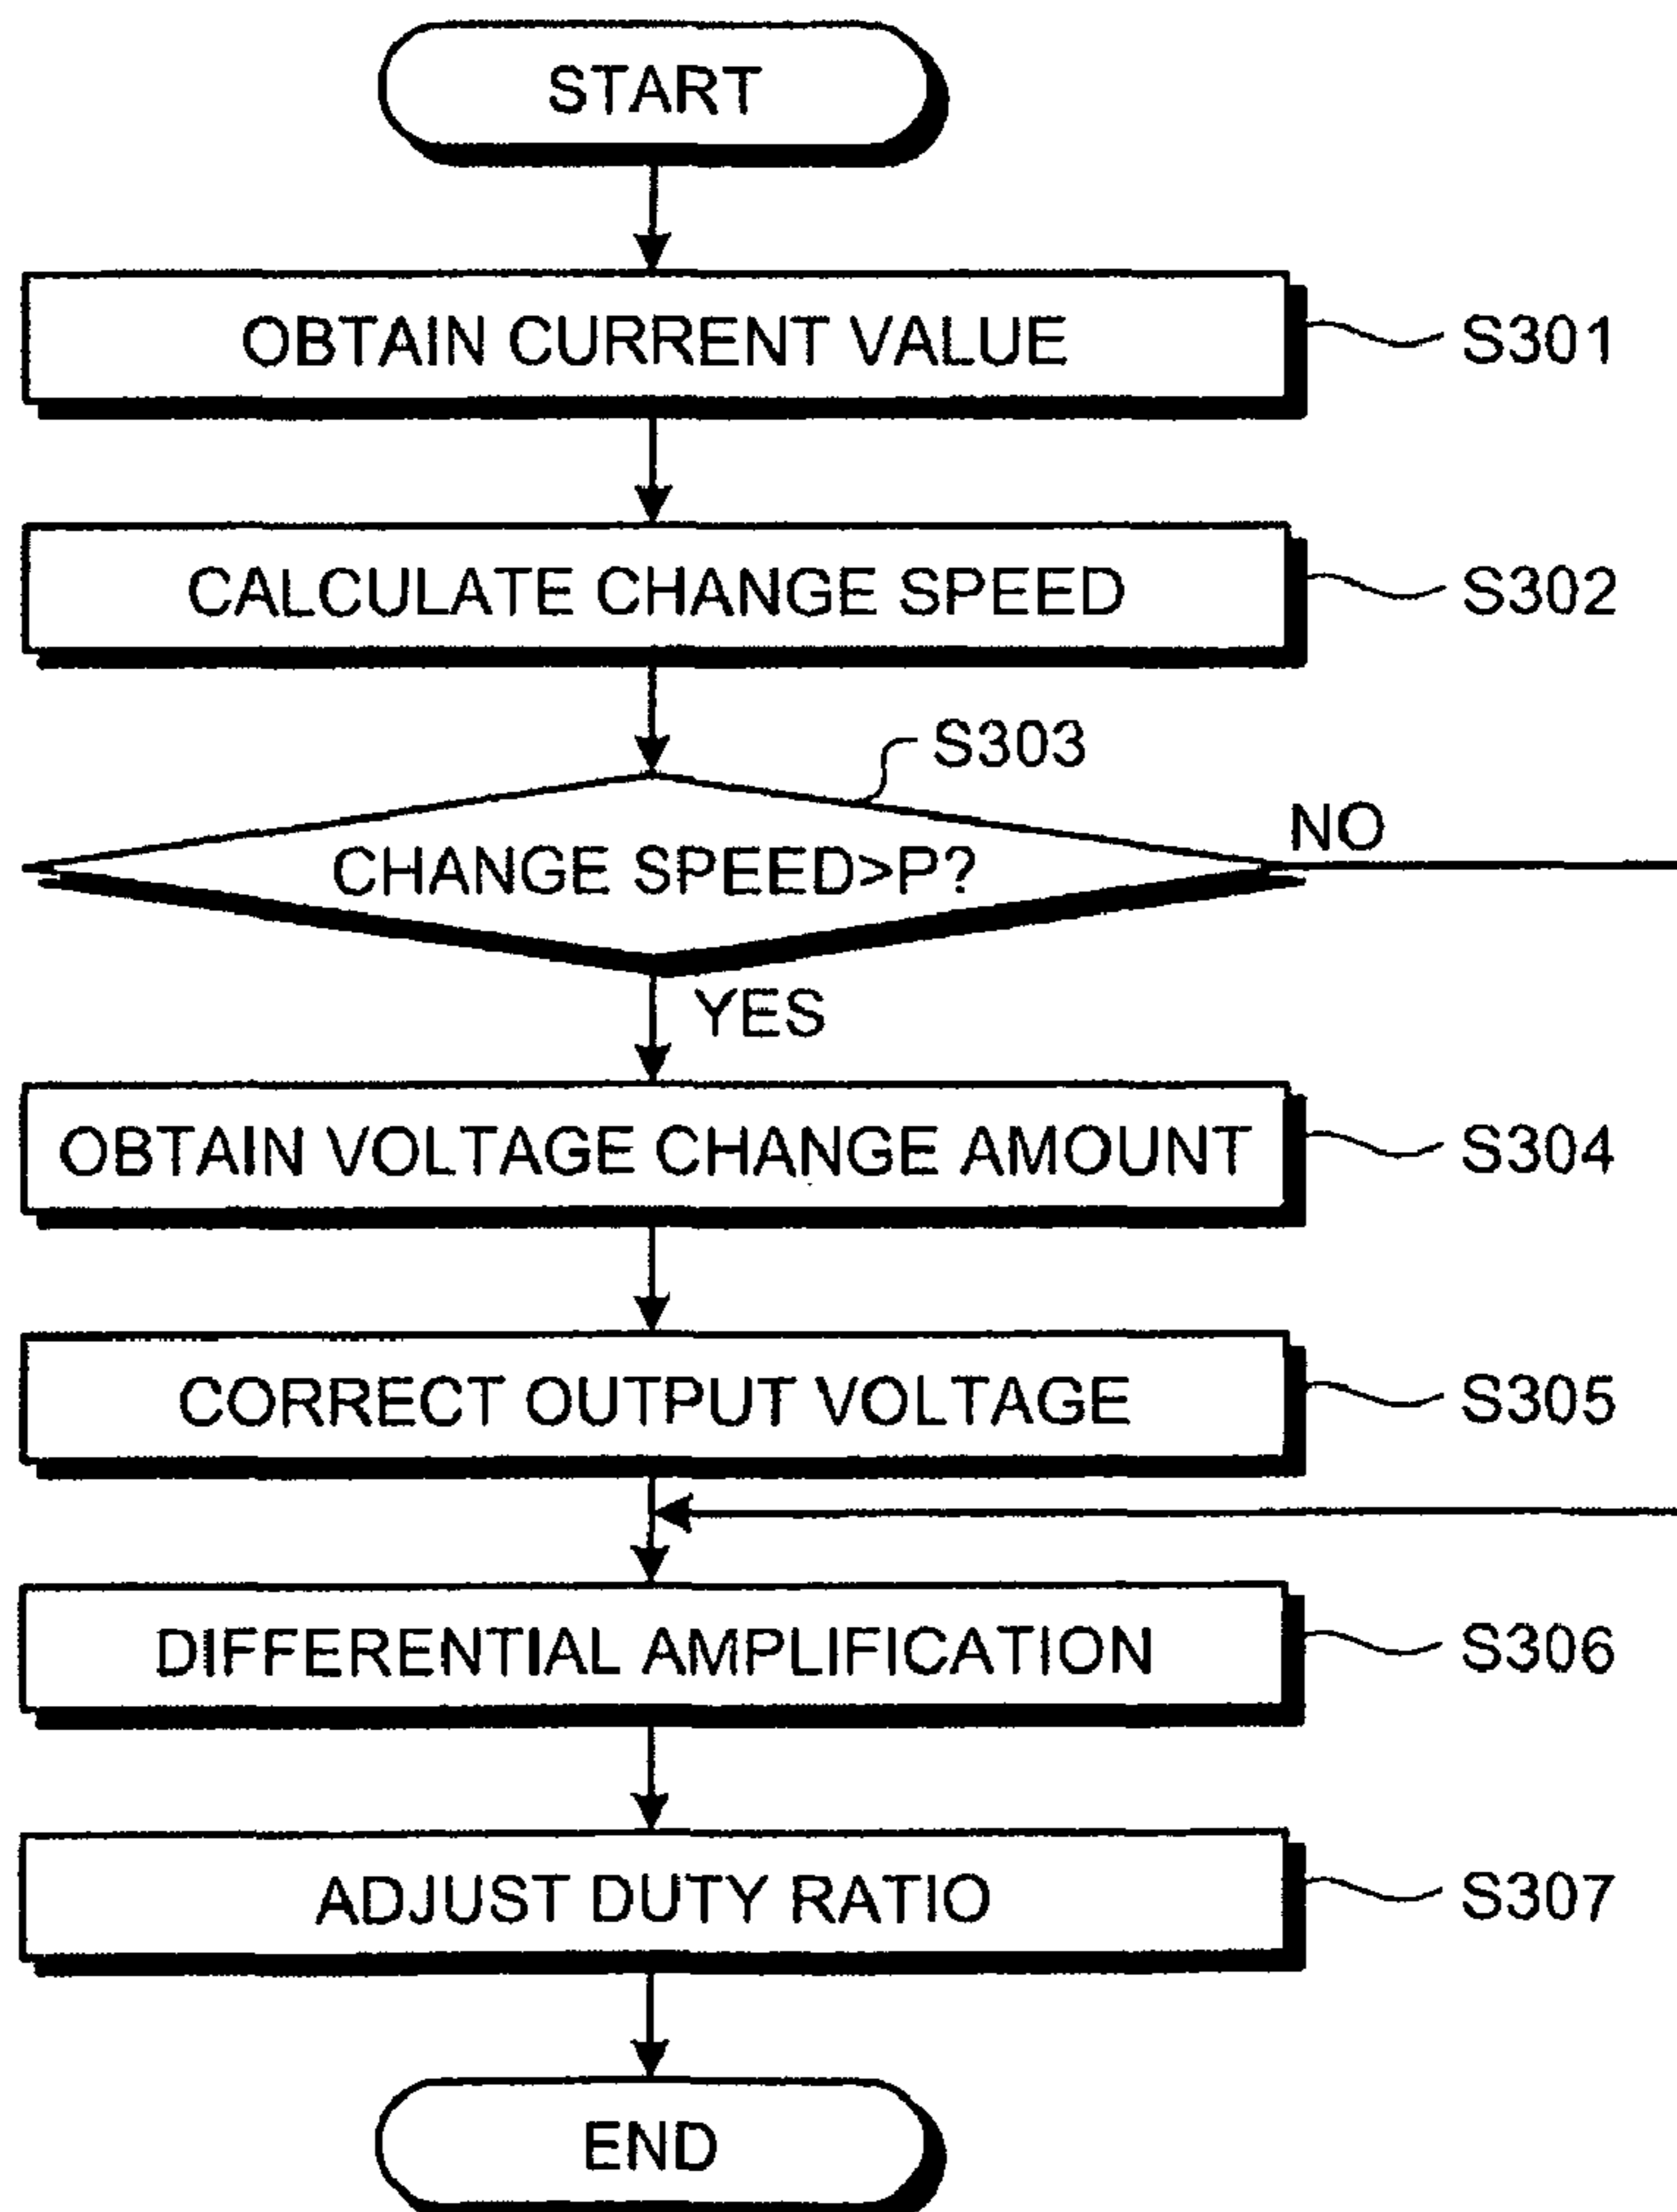 START
OBTAIN CURRENT VALUE S301
CALCULATE CHANGE SPEED S302
S303
CHANGE SPEED>P? NO
YES
OBTAIN VOLTAGE CHANGE AMOUNT S304
CORRECT OUTPUT VOLTAGE S305
DIFFERENTIAL AMPLIFICATION S306
ADJUST DUTY RATIO S307
END